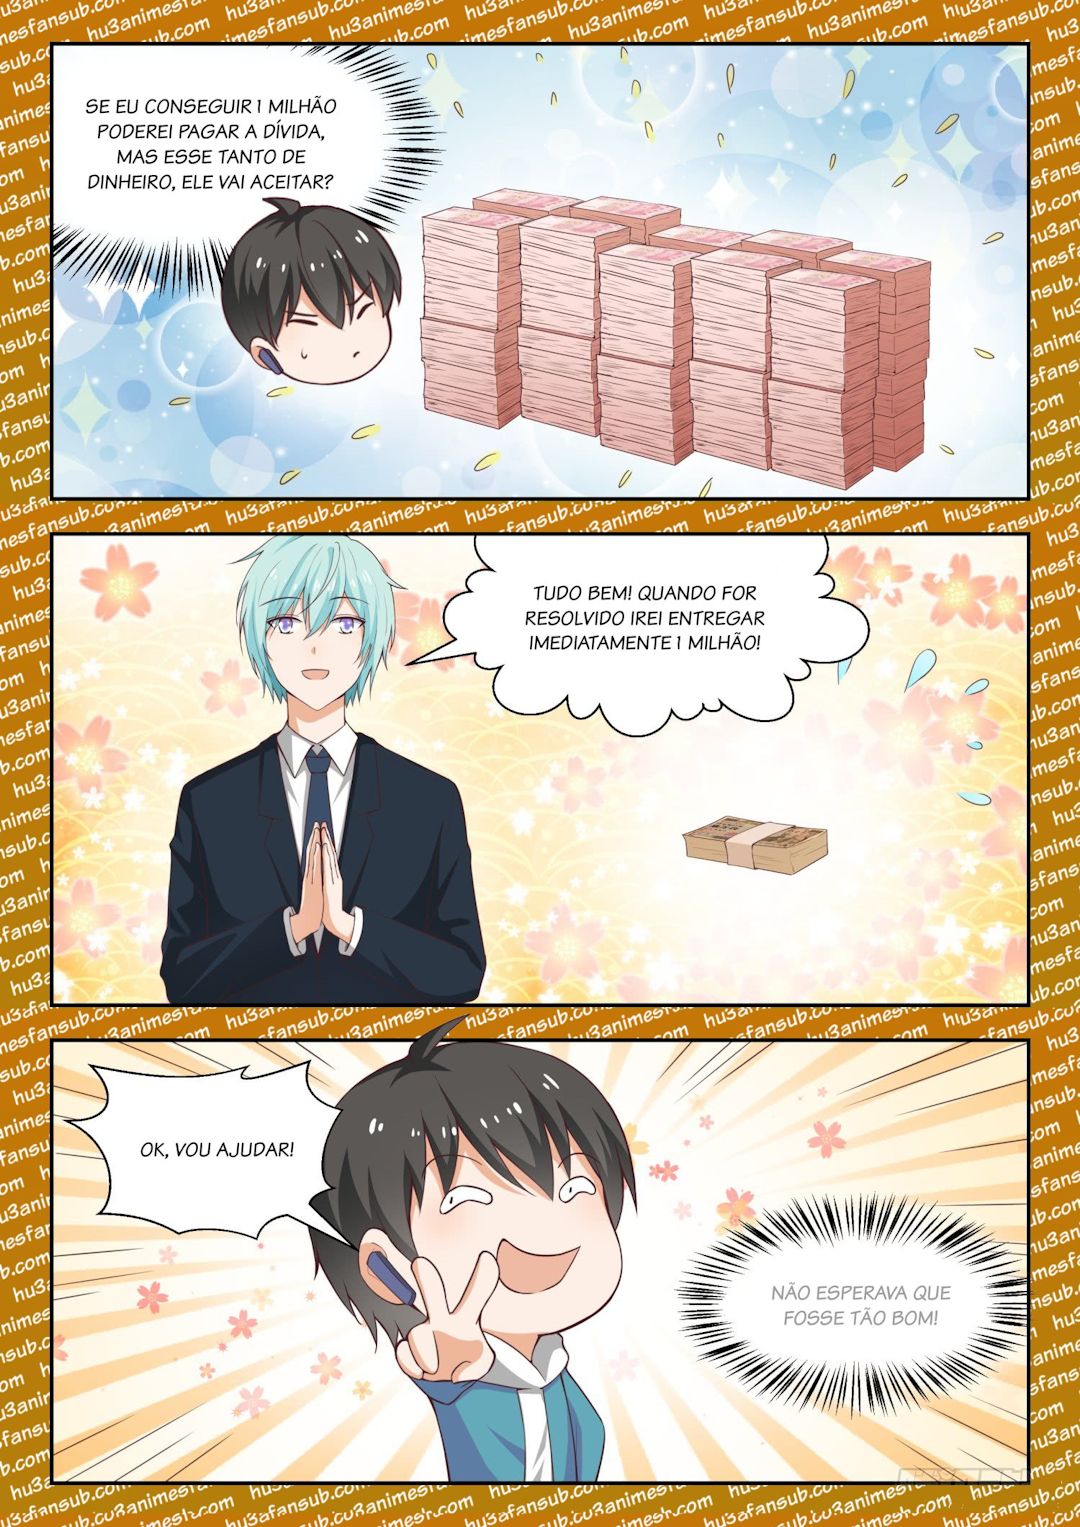 SE EU CONSEGUIR 1 MILHÃO
PODEREI PAGAR A DÍVIDA,
MAS ESSE TANTO DE
DINHEIRO, ELE VAI ACEITAR?
TUDO BEM! QUANDO FOR
RESOLVIDO IREI ENTREGAR
IMEDIATAMENTE 1 MILHÃO!
OK, VOU AJUDAR!
NÃO ESPERAVA QUE
FOSSE TÃO BOM!
hu3animesfansub.com